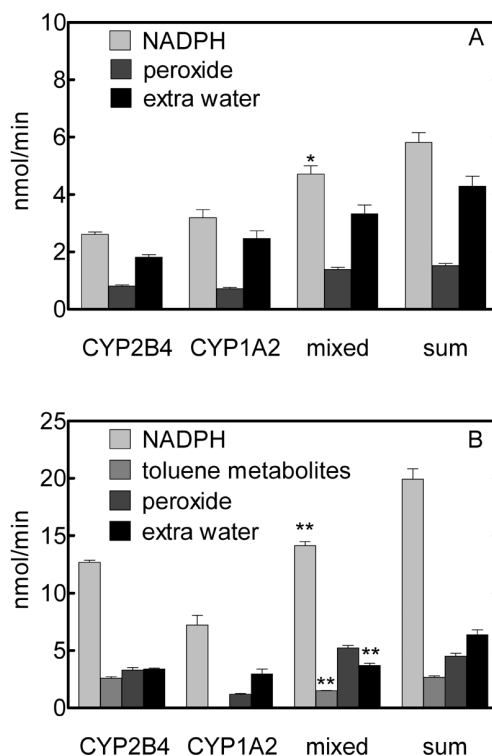 A
NADPH
peroxide
extra water
nmol/min
10
8
6
4
2
0
*
CYP2B4 CYP1A2 mixed sum
B
NADPH
toluene metabolites
peroxide
extra water
nmol/min
25
20
15
10
5
0
**
**
**
CYP2B4 CYP1A2 mixed sum